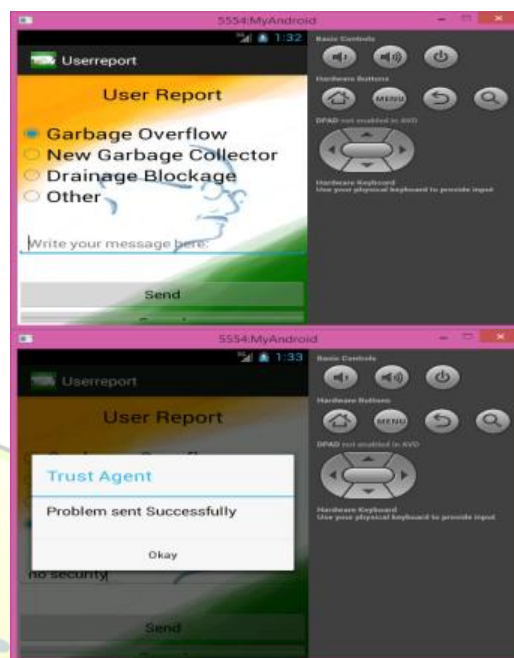 5554:MyAndroid
3G 1:32
Basic Controls
Userreport
Hardware Buttons
User Report
MENU
Garbage Overflow
DPAD not enabled in AVD
New Garbage Collector
Drainage Blockage
Other
Hardware Keyboard
Use your physical keyboard to provide input
Write your message here:
Send
5554:MyAndroid
3G 1:33
Basic Controls
Userreport
Hardware Buttons
User Report
MENU
DPAD not enabled in AVD
Trust Agent
Problem sent Successfully
Hardware Keyboard
Use your physical keyboard to provide input
Okay
no security
Send